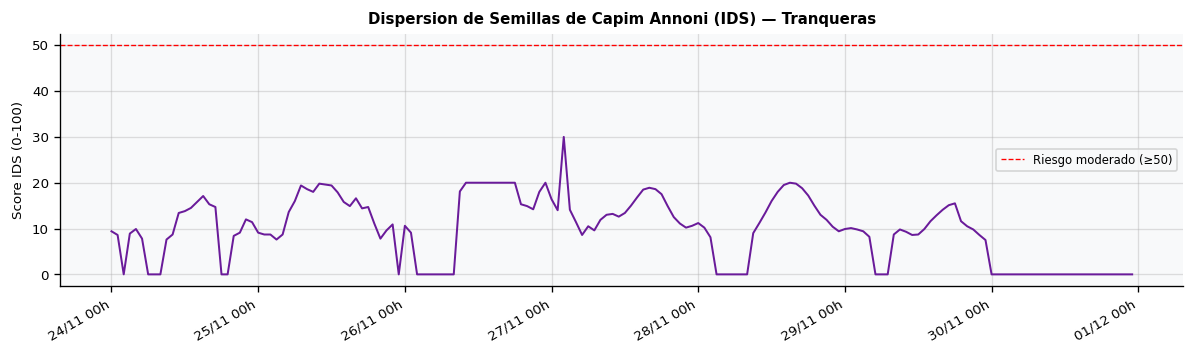 Dispersion de Semillas de Capim Annoni (IDS) — Tranqueras
Score IDS (0-100)
50
40
30
20
10
0
Riesgo moderado (≥50)
24/11 00h
25/11 00h
26/11 00h
27/11 00h
28/11 00h
29/11 00h
30/11 00h
01/12 00h